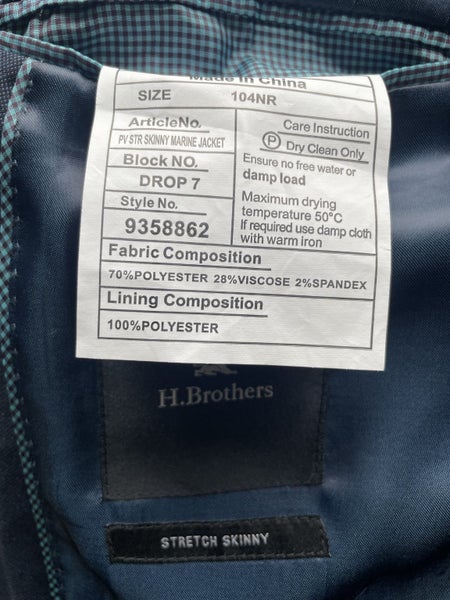 Made in China
SIZE 104NR
ArticleNo.
PV STR SKINNY MARINE JACKET
Block NO.
DROP 7
Style No.
9358862
Care Instruction
P Dry Clean Only
Ensure no free water or
damp load
Maximum drying
temperature 50°C
If required use damp cloth
with warm iron
Fabric Composition
70%POLYESTER 28%VISCOSE 2%SPANDEX
Lining Composition
100%POLYESTER
H.Brothers
STRETCH SKINNY